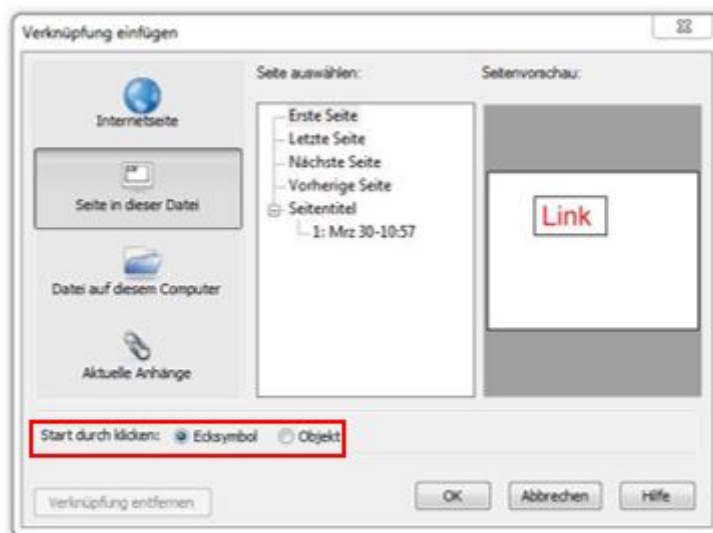 Verknüpfung einfügen
Internetseite
Seite in dieser Datei
Datei auf diesem Computer
Aktuelle Anhänge
Seite auswählen:
Erste Seite
Letzte Seite
Nächste Seite
Vorherige Seite
Seitentitel
1: Mrz 30-10:57
Seitenvorschau:
Link
Start durch klicken: Ecksymbol Objekt
Verknüpfung entfernen OK Abbrechen Hilfe